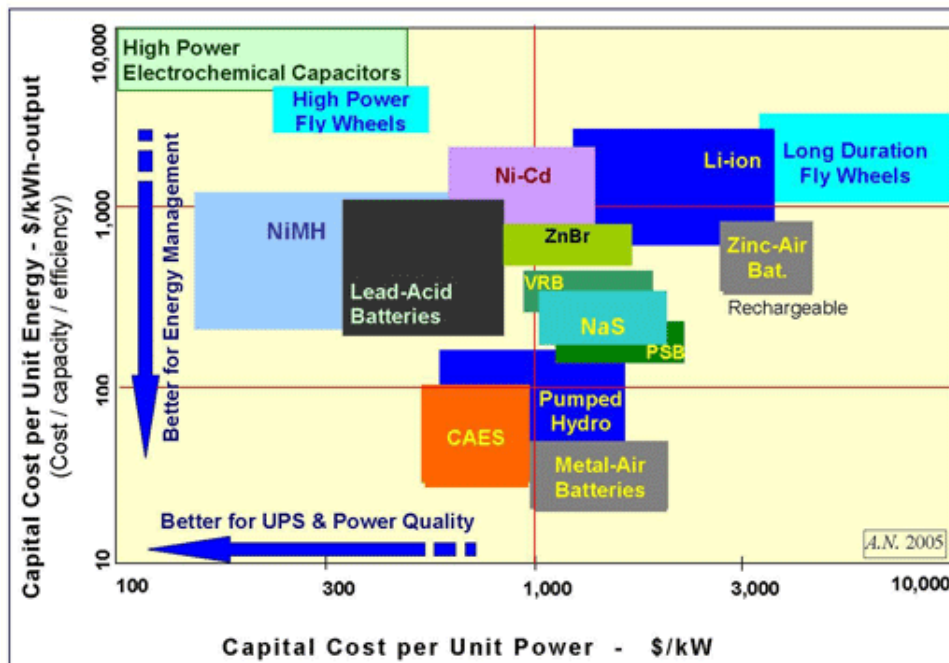 Capital Cost per Unit Energy - $/kWh-output
(Cost / capacity / efficiency)
10,000
1,000
100
10
Better for Energy Management
High Power
Electrochemical Capacitors
High Power
Fly Wheels
Ni-Cd
Li-ion
Long Duration
Fly Wheels
NiMH
Lead-Acid
Batteries
ZnBr
Zinc-Air
Bat.
Rechargeable
VRB
NaS
PSB
Pumped
Hydro
CAES
Metal-Air
Batteries
Better for UPS & Power Quality
A.N. 2005
100
300
1,000
3,000
10,000
Capital Cost per Unit Power - $/kW